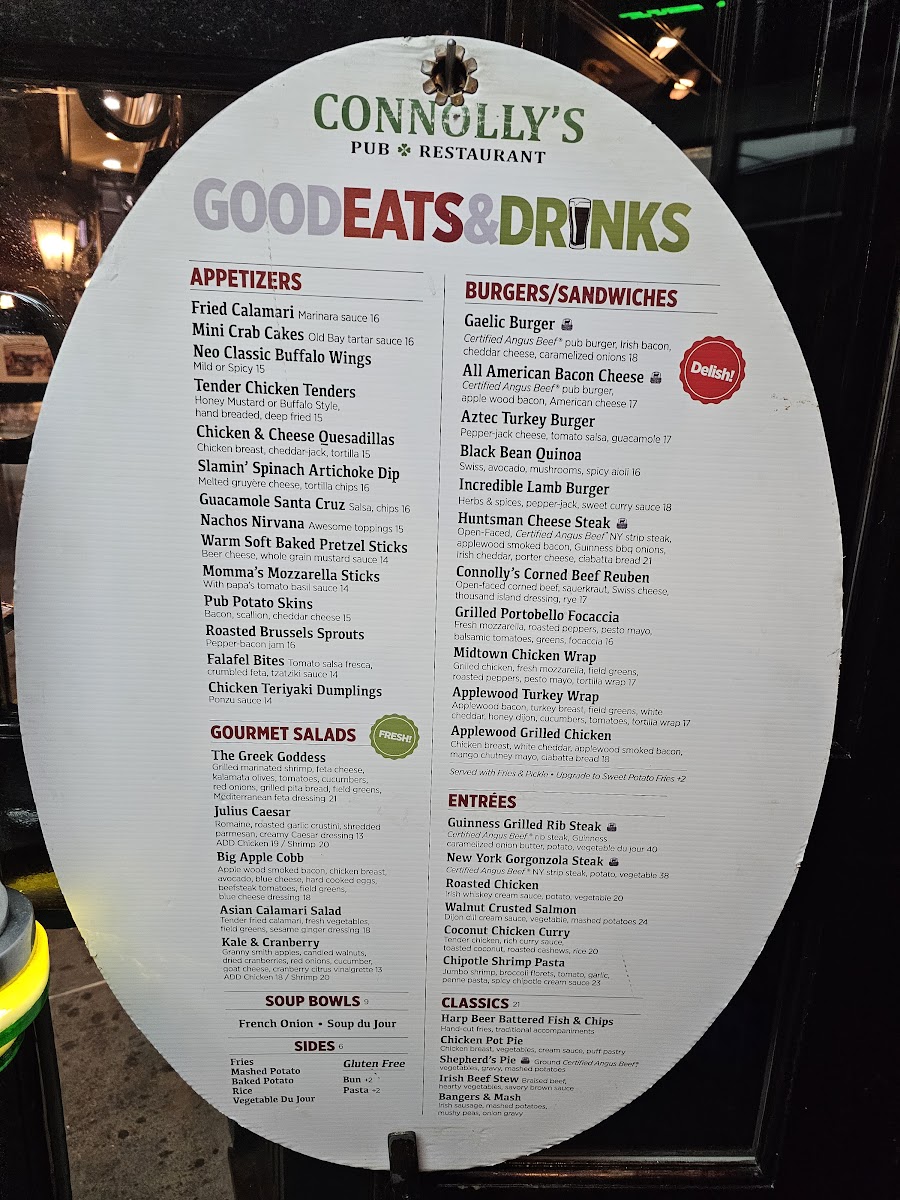 CONNOLLY'S
PUB ☘ RESTAURANT
GOODEATS&DRINKS
APPETIZERS
Fried Calamari Marinara sauce 16
Mini Crab Cakes Old Bay tartar sauce 16
Neo Classic Buffalo Wings
Mild or Spicy 15
Tender Chicken Tenders
Honey Mustard or Buffalo Style,
hand breaded, deep fried 15
Chicken & Cheese Quesadillas
Chicken breast, cheddar-jack, tortilla 15
Slamin' Spinach Artichoke Dip
Melted gruyère cheese, tortilla chips 16
Guacamole Santa Cruz Salsa, chips 16
Nachos Nirvana Awesome toppings 15
Warm Soft Baked Pretzel Sticks
Beer cheese, whole grain mustard sauce 14
Momma's Mozzarella Sticks
With papa's tomato basil sauce 14
Pub Potato Skins
Bacon, scallion, cheddar cheese 15
Roasted Brussels Sprouts
Pepper-bacon jam 16
Falafel Bites Tomato salsa fresca,
crumbled feta, tzatziki sauce 14
Chicken Teriyaki Dumplings
Ponzu sauce 14
GOURMET SALADS
FRESH!
The Greek Goddess
Grilled marinated shrimp, feta cheese,
kalamata olives, tomatoes, cucumbers,
red onions, grilled pita bread, field greens,
Mediterranean feta dressing 21
Julius Caesar
Romaine, roasted garlic crustini, shredded
parmesan, creamy Caesar dressing 13
ADD Chicken 19 / Shrimp 20
Big Apple Cobb
Apple wood smoked bacon, chicken breast,
avocado, blue cheese, hard cooked eggs,
beefsteak tomatoes, field greens,
blue cheese dressing 18
Asian Calamari Salad
Tender fried calamari, fresh vegetables,
field greens, sesame ginger dressing 18
Kale & Cranberry
Granny smith apples, candied walnuts,
dried cranberries, red onions, cucumber,
goat cheese, cranberry citrus vinaigrette 13
ADD Chicken 18 / Shrimp 20
SOUP BOWLS 9
French Onion • Soup du Jour
SIDES 6
Fries
Mashed Potato
Baked Potato
Rice
Vegetable Du Jour
Gluten Free
Bun +2
Pasta +2
BURGERS/SANDWICHES
Delish!
Gaelic Burger
Certified Angus Beef® pub burger, Irish bacon,
cheddar cheese, caramelized onions 18
All American Bacon Cheese
Certified Angus Beef® pub burger,
apple wood bacon, American cheese 17
Aztec Turkey Burger
Pepper-jack cheese, tomato salsa, guacamole 17
Black Bean Quinoa
Swiss, avocado, mushrooms, spicy aioli 16
Incredible Lamb Burger
Herbs & spices, pepper-jack, sweet curry sauce 18
Huntsman Cheese Steak
Open-Faced, Certified Angus Beef® NY strip steak,
applewood smoked bacon, Guinness bbq onions,
Irish cheddar, porter cheese, ciabatta bread 21
Connolly's Corned Beef Reuben
Open-faced corned beef, sauerkraut, Swiss cheese,
thousand island dressing, rye 17
Grilled Portobello Focaccia
Fresh mozzarella, roasted peppers, pesto mayo,
balsamic tomatoes, greens, focaccia 16
Midtown Chicken Wrap
Grilled chicken, fresh mozzarella, field greens,
roasted peppers, pesto mayo, tortilla wrap 17
Applewood Turkey Wrap
Applewood bacon, turkey breast, field greens, white
cheddar, honey dijon, cucumbers, tomatoes, tortilla wrap 17
Applewood Grilled Chicken
Chicken breast, white cheddar, applewood smoked bacon,
mango chutney mayo, ciabatta bread 18
Served with Fries & Pickle • Upgrade to Sweet Potato Fries +2
ENTRÉES
Guinness Grilled Rib Steak
Certified Angus Beef® rib steak, Guinness
caramelized onion butter, potato, vegetable du jour 40
New York Gorgonzola Steak
Certified Angus Beef® NY strip steak, potato, vegetable 38
Roasted Chicken
Irish whiskey cream sauce, potato, vegetable 20
Walnut Crusted Salmon
Dijon dill cream sauce, vegetable, mashed potatoes 24
Coconut Chicken Curry
Tender chicken, rich curry sauce,
toasted coconut, roasted cashews, rice 20
Chipotle Shrimp Pasta
Jumbo shrimp, broccoli florets, tomato, garlic,
penne pasta, spicy chipotle cream sauce 23
CLASSICS 21
Harp Beer Battered Fish & Chips
Hand-cut fries, traditional accompaniments
Chicken Pot Pie
Chicken breast, vegetables, cream sauce, puff pastry
Shepherd's Pie Ground Certified Angus Beef®,
vegetables, gravy, mashed potatoes
Irish Beef Stew Braised beef,
hearty vegetables, savory brown sauce
Bangers & Mash
Irish sausage, mashed potatoes,
mushy peas, onion gravy